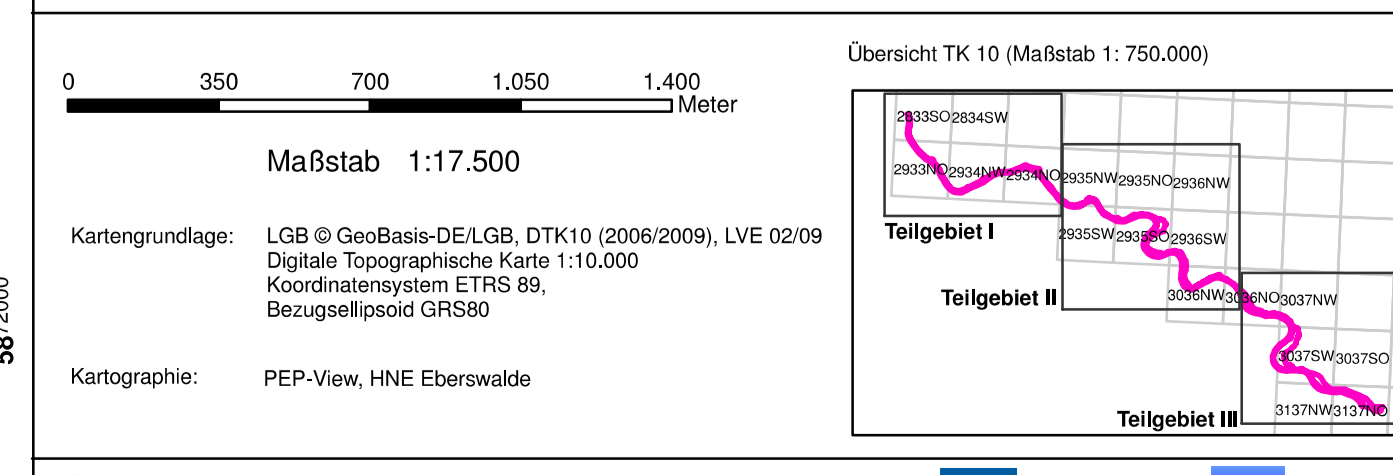 Übersicht TK 10 (Maßstab 1: 750.000)
0 350 700 1.050 1.400
Meter
Maßstab 1:17.500
Kartengrundlage: LGB © GeoBasis-DE/LGB, DTK10 (2006/2009), LVE 02/09
Digitale Topographische Karte 1:10.000
Koordinatensystem ETRS 89,
Bezugsellipsoid GRS80
Kartographie: PEP-View, HNE Eberswalde
5872000
2833SO 2834SW
2933NO 2934NW 2934NO 2935NW 2935NO 2936NW
Teilgebiet I
2935SW 2935SO 2936SW
Teilgebiet II
3036NW 3036NO 3037NW
3037SW 3037SO
Teilgebiet III
3137NW 3137NO